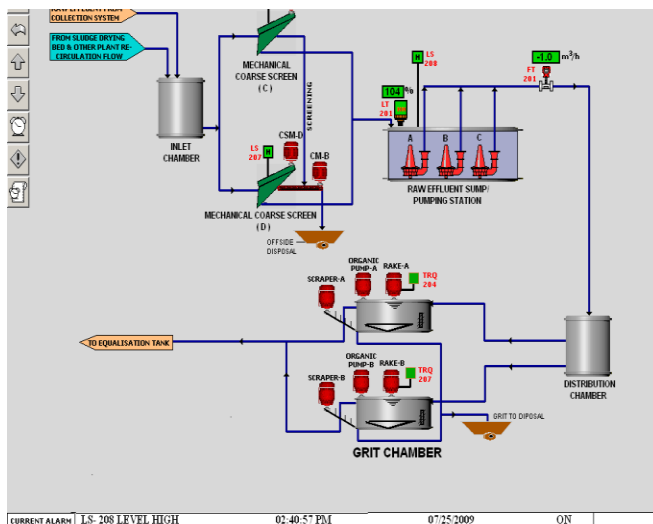 RAW EFFLUENT FROM
COLLECTION SYSTEM
FROM SLUDGE DRYING
BED & OTHER PLANT RE-
CIRCULATION FLOW
INLET
CHAMBER
MECHANICAL
COARSE SCREEN
(C)
SCREENING
CSM-D
CM-B
LS
207
H
MECHANICAL COARSE SCREEN
(D)
OFFSIDE
DISPOSAL
H
LS
208
104 %
LT
201
-1.0 m³/h
FT
201
A B C
RAW EFFLUENT SUMP/
PUMPING STATION
ORGANIC
PUMP-A
RAKE-A
SCRAPER-A
TRQ
204
TO EQUALISATION TANK
ORGANIC
PUMP-B
RAKE-B
SCRAPER-B
TRQ
207
DISTRIBUTION
CHAMBER
GRIT TO DIPOSAL
GRIT CHAMBER
CURRENT ALARM LS- 208 LEVEL HIGH 02:40:57 PM 07/25/2009 ON